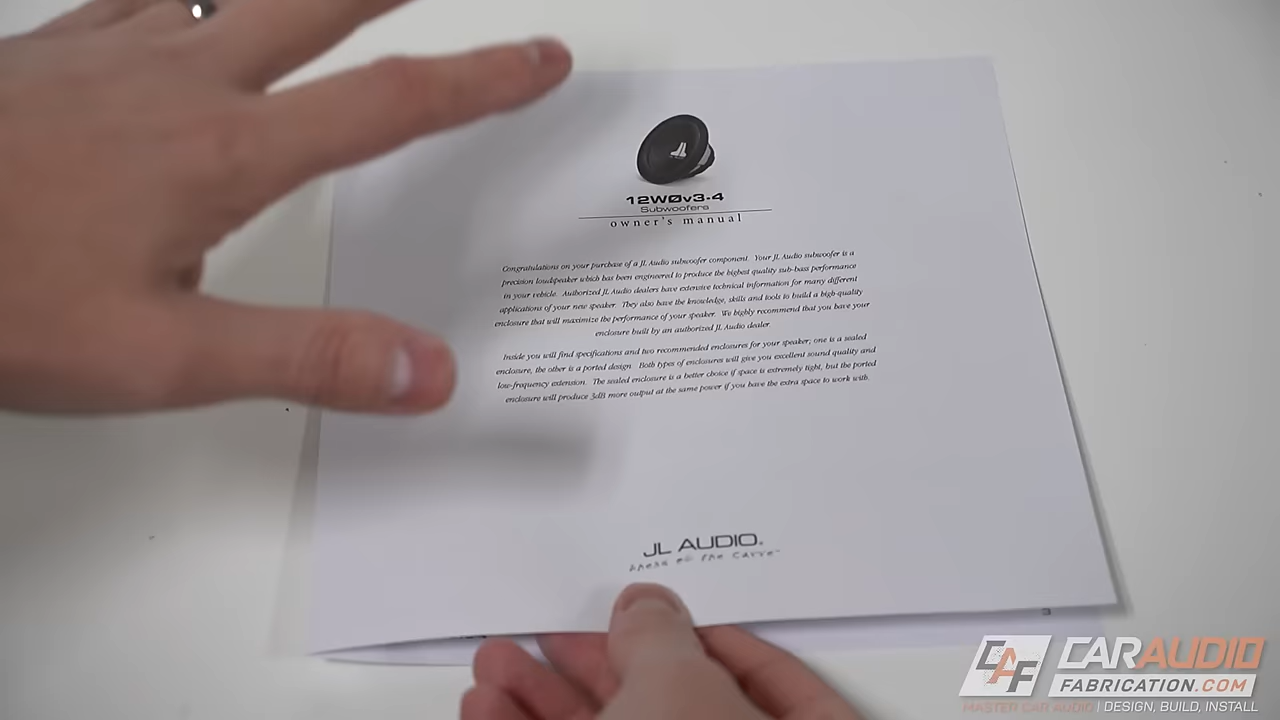 12WØv3-4
Subwoofers
owner's manual
Congratulations on your purchase of a JL Audio subwoofer component. Your JL Audio subwoofer is a
precision loudspeaker which has been engineered to produce the highest quality sub-bass performance
in your vehicle. Authorized JL Audio dealers have extensive technical information for many different
applications of your new speaker. They also have the knowledge, skills and tools to build a high-quality
enclosure that will maximize the performance of your speaker. We highly recommend that you have your
enclosure built by an authorized JL Audio dealer.
Inside you will find specifications and two recommended enclosures for your speaker; one is a sealed
enclosure, the other is a ported design. Both types of enclosures will give you excellent sound quality and
low-frequency extension. The sealed enclosure is a better choice if space is extremely tight, but the ported
enclosure will produce 3dB more output at the same power if you have the extra space to work with.
JL AUDIO®
Ahead of the Curve™
CAF
CARAUDIO
FABRICATION.COM
MASTER CAR AUDIO | DESIGN, BUILD, INSTALL